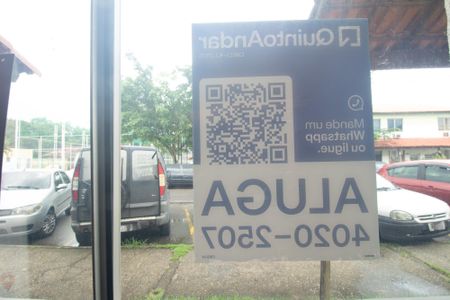 QuintoAndar
Mande um
Whatsapp
ou ligue.
ALUGA
4020-2507